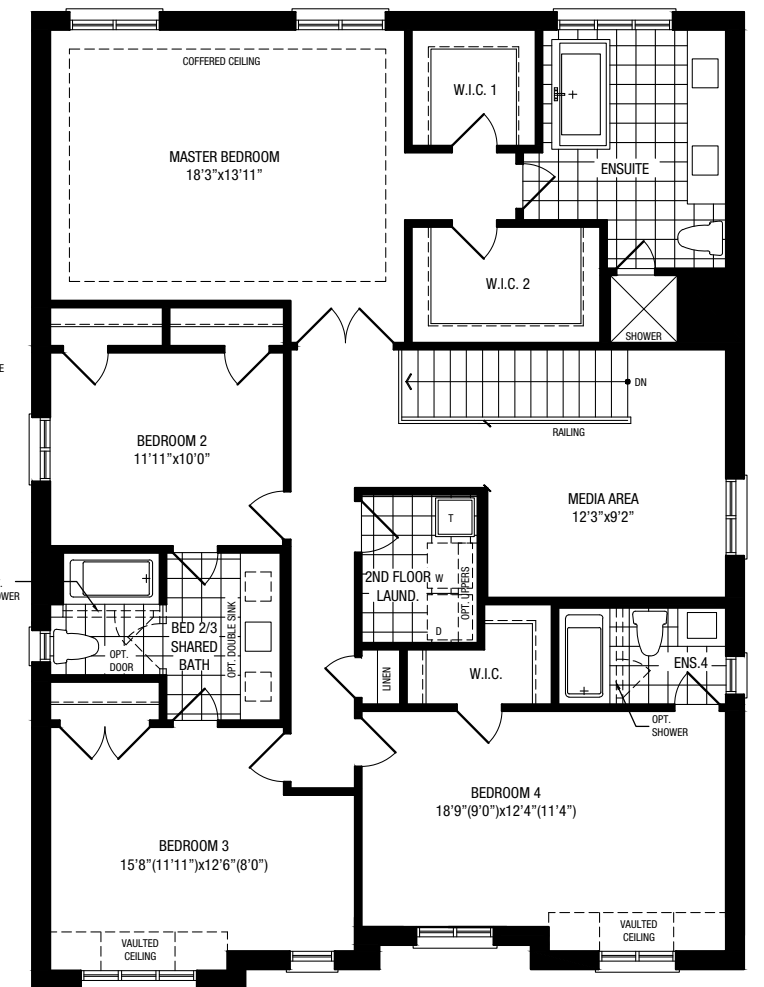 COFFERED CEILING
MASTER BEDROOM
18'3"x13'11"
W.I.C. 1
ENSUITE
W.I.C. 2
SHOWER
DN
RAILING
BEDROOM 2
11'11"x10'0"
MEDIA AREA
12'3"x9'2"
T
2ND FLOOR
LAUND.
W
D
OPT. UPPERS
BED 2/3
SHARED
BATH
OPT. DOUBLE SINK
OPT.
DOOR
LINEN
W.I.C.
ENS.4
OPT.
SHOWER
BEDROOM 4
18'9"(9'0")x12'4"(11'4")
BEDROOM 3
15'8"(11'11")x12'6"(8'0")
VAULTED
CEILING
VAULTED
CEILING